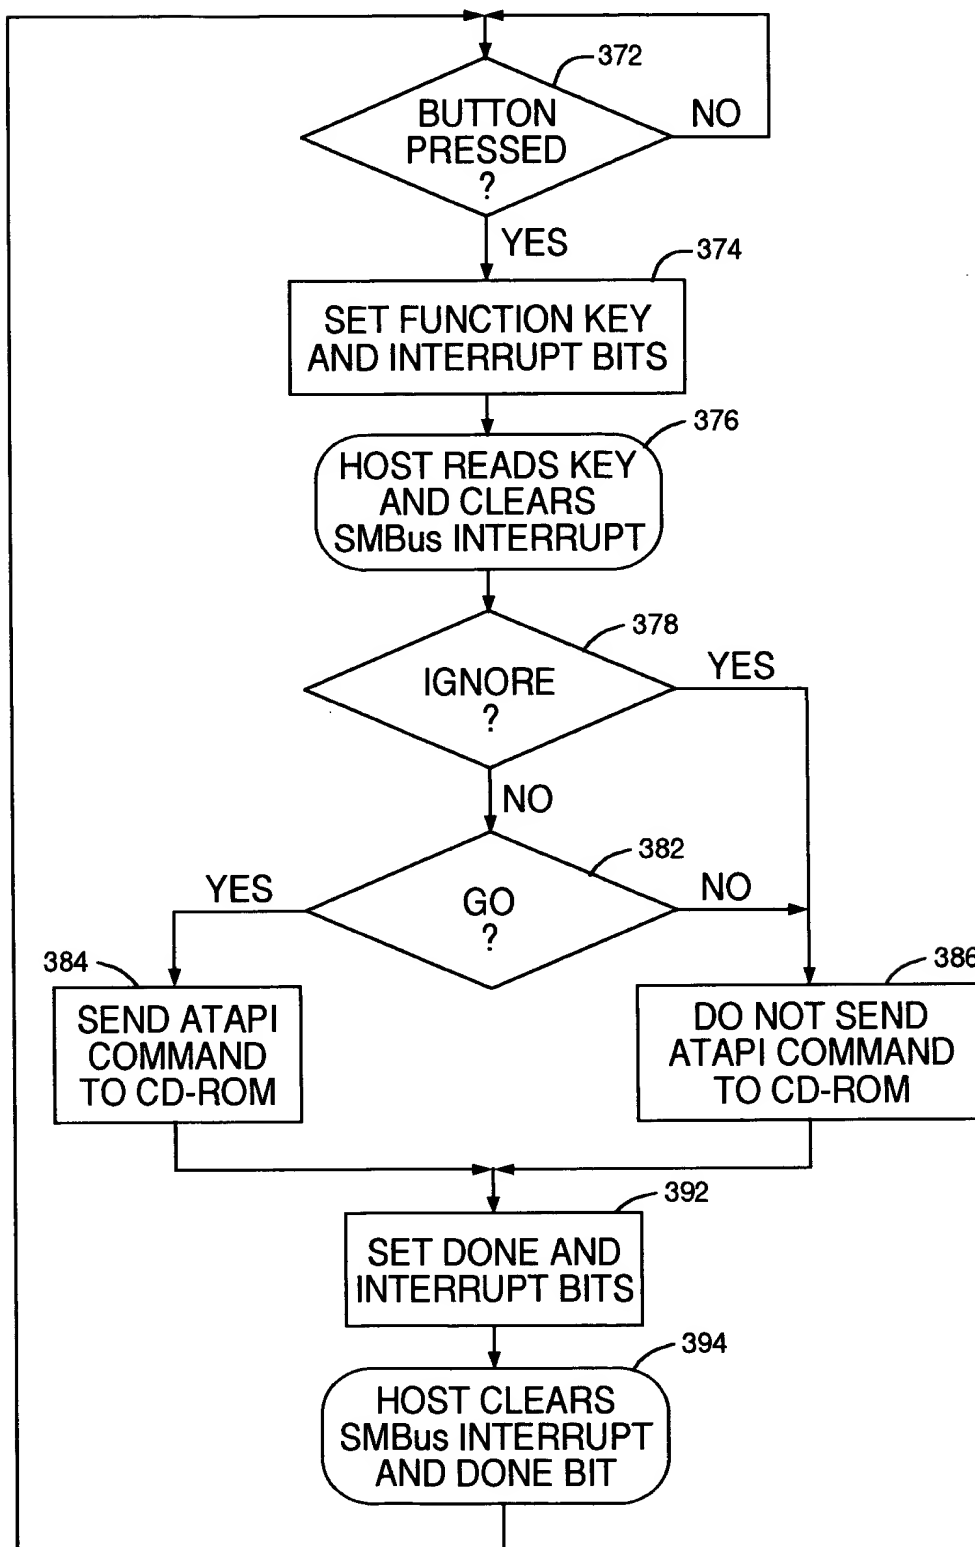 372
BUTTON
PRESSED
?
NO
YES
374
SET FUNCTION KEY
AND INTERRUPT BITS
376
HOST READS KEY
AND CLEARS
SMBus INTERRUPT
378
IGNORE
?
YES
NO
382
GO
?
YES
NO
384
SEND ATAPI
COMMAND
TO CD-ROM
386
DO NOT SEND
ATAPI COMMAND
TO CD-ROM
392
SET DONE AND
INTERRUPT BITS
394
HOST CLEARS
SMBus INTERRUPT
AND DONE BIT